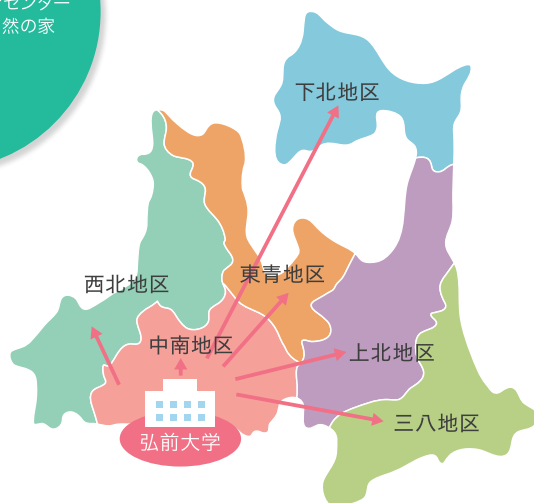 センター
然の家
下北地区
東青地区
西北地区
中南地区
上北地区
三八地区
弘前大学